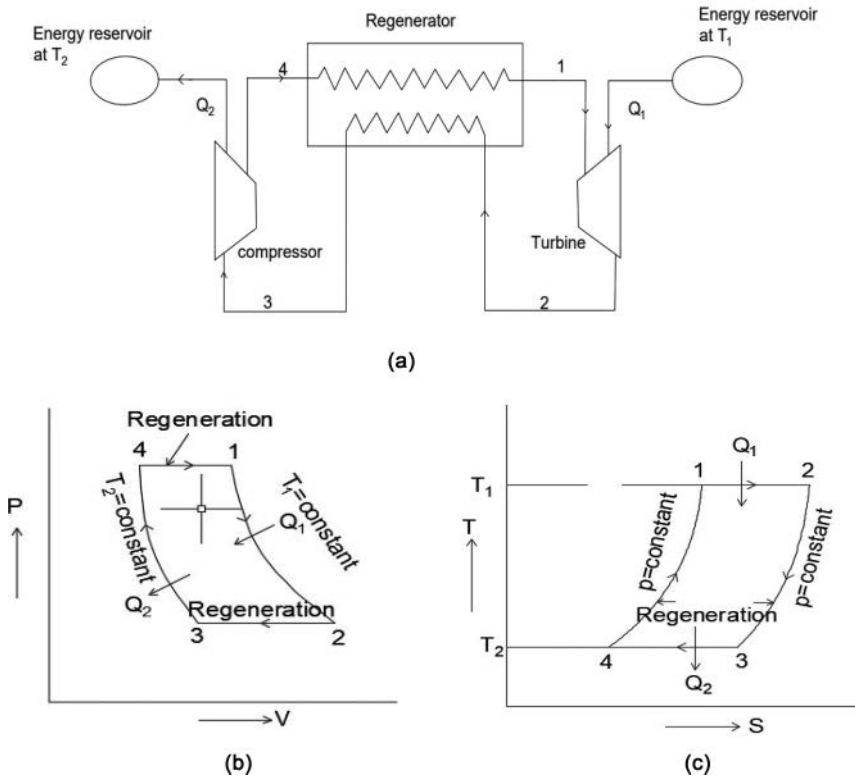 Regenerator
Energy reservoir
at T₂
Energy reservoir
at T₁
4
1
Q₂
Q₁
compressor
Turbine
3
2
(a)
Regeneration
4
1
T₂=constant
T₁=constant
P
Q₁
Q₂
Regeneration
3
2
V
(b)
Q₁
T₁
1
2
T
p=constant
p=constant
Regeneration
T₂
4
3
Q₂
S
(c)